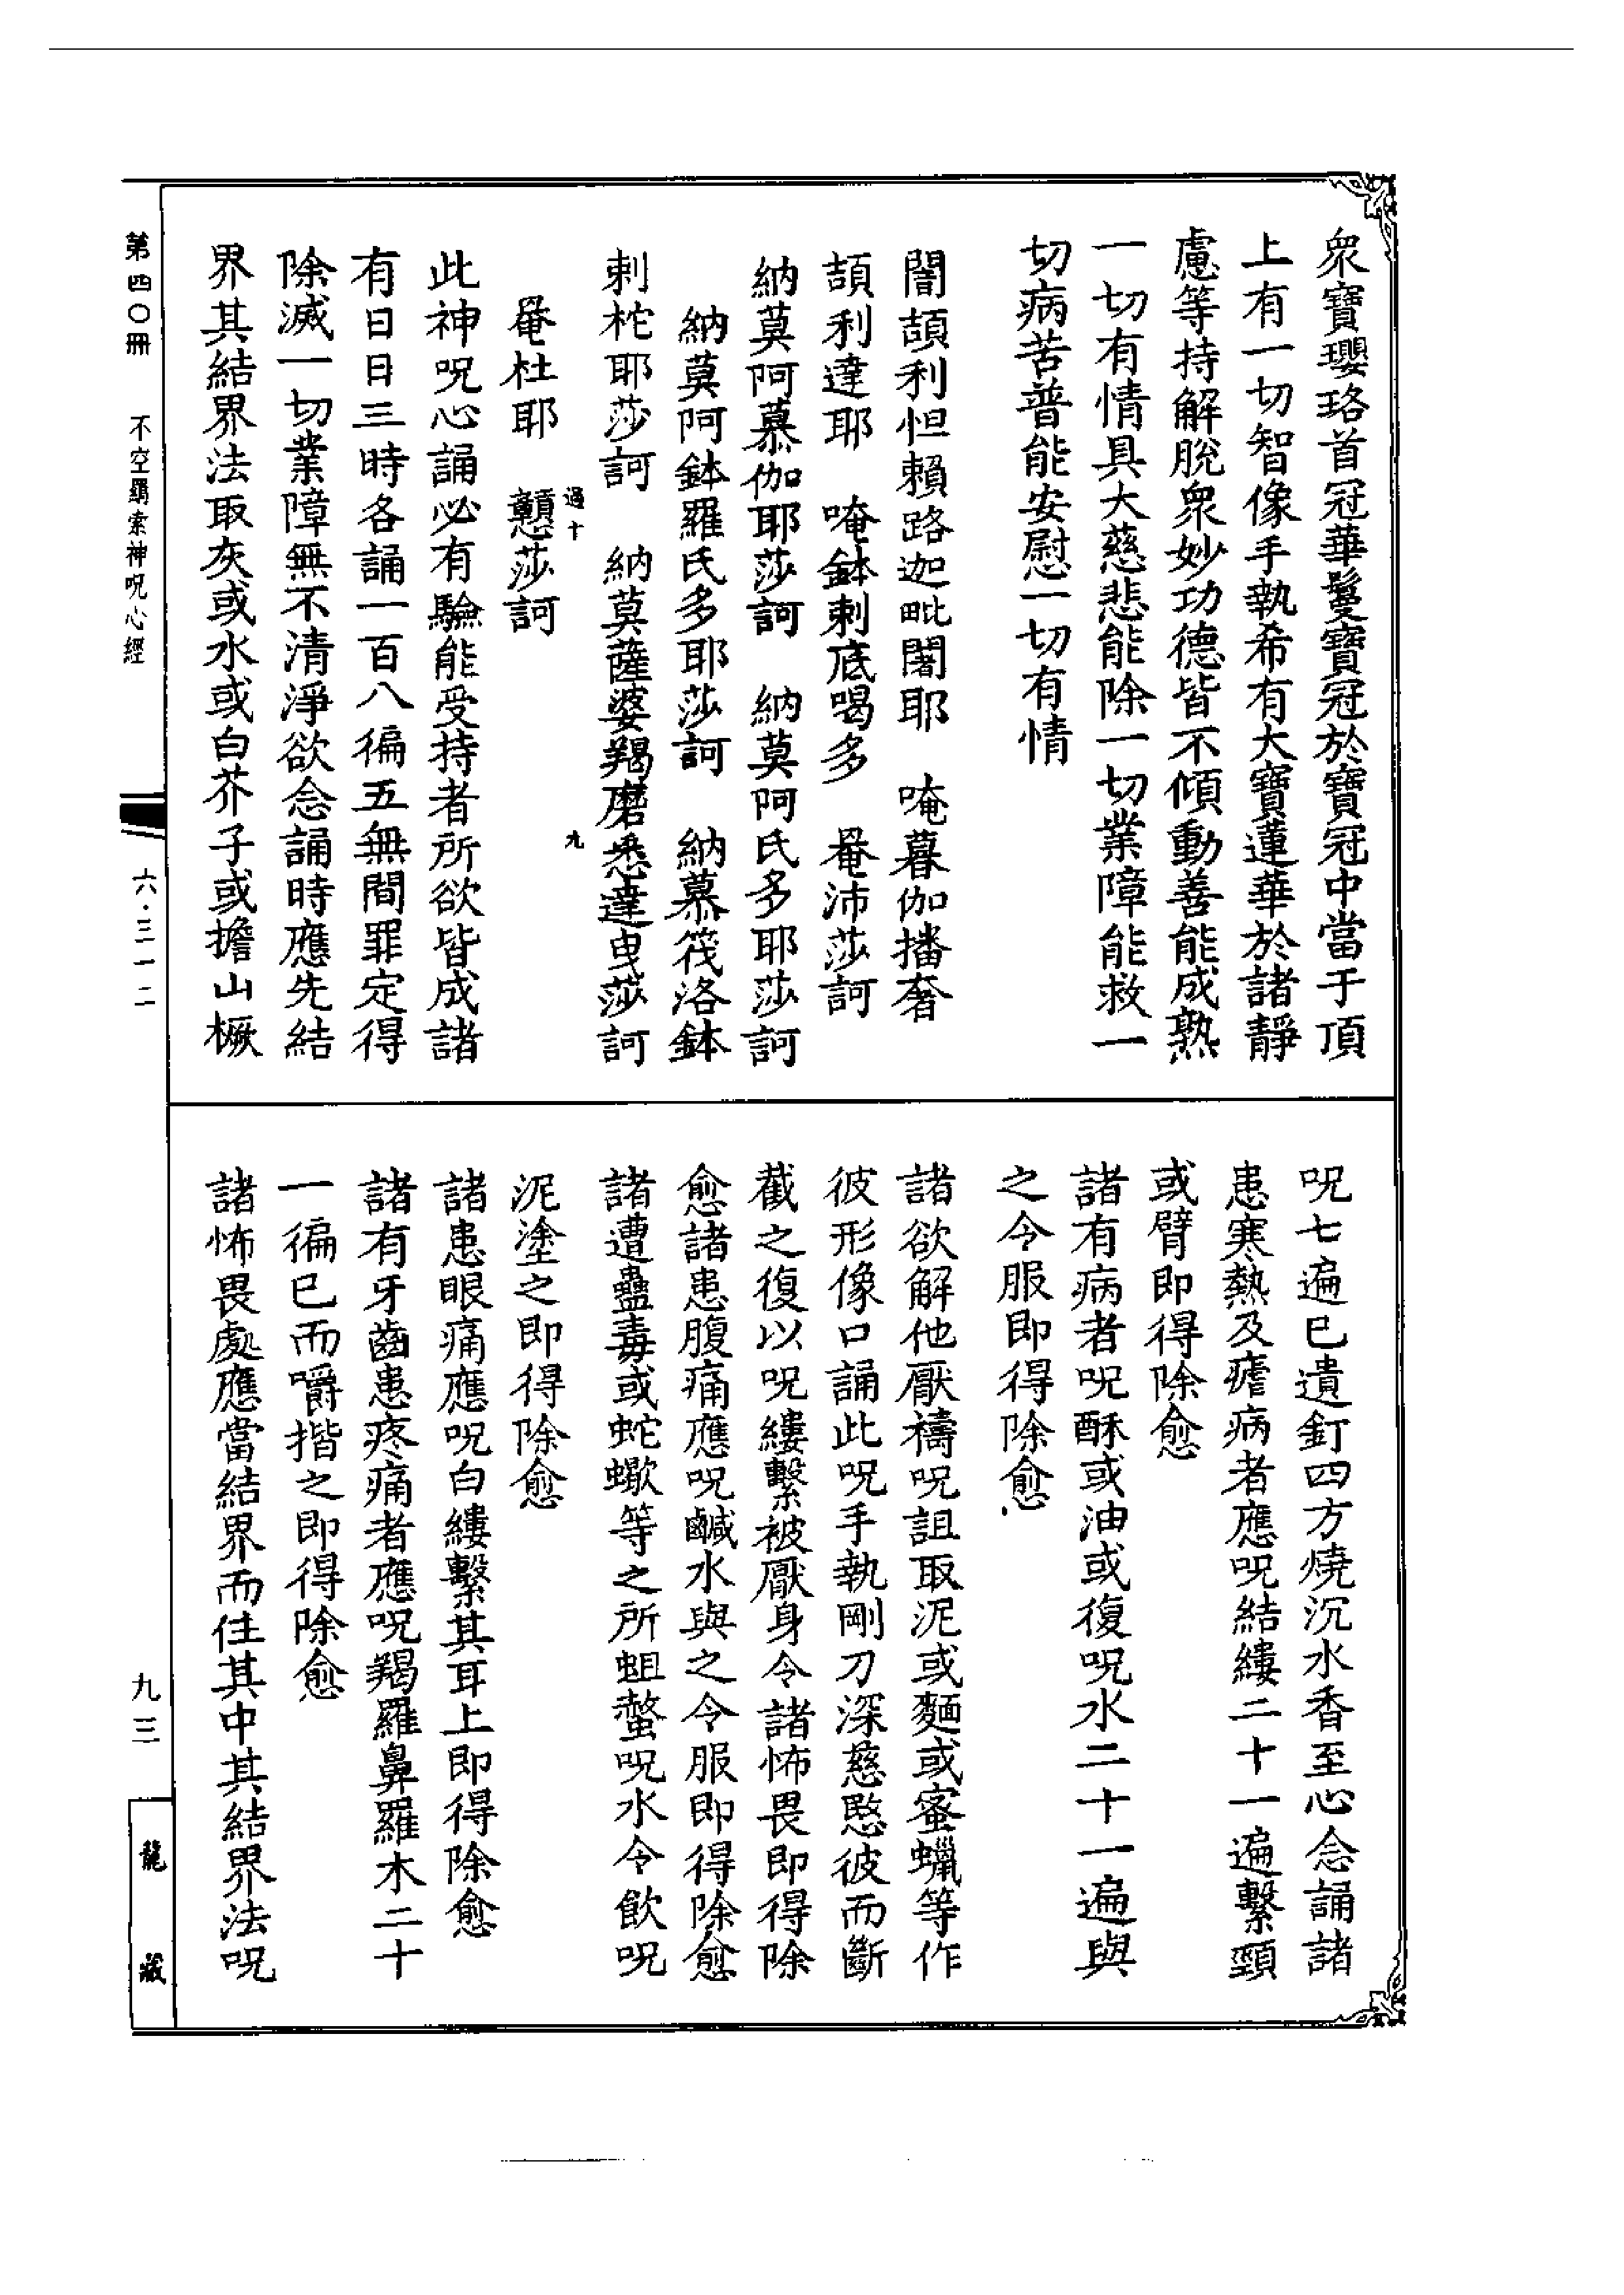 眾寶瓔珞首冠華鬘寶冠於寶冠中當于頂
上有一切智像手執希有大寶蓮華於諸靜
慮等持解脫眾妙功德皆不傾動善能成熟
一切有情具大慈悲能除一切業障能救一
切病苦普能安慰一切有情
闇頡利怛賴路迦毗闍耶 唵暮伽播奢
頡利達耶 唵鉢剌底喝多 菴沛莎訶
納莫阿慕伽耶莎訶 納莫阿氏多耶莎訶
納莫阿鉢羅氏多耶莎訶 納慕筏洛鉢
剌柁耶莎訶 納莫薩婆羯磨悉達曳莎訶
過十 九
菴杜耶 戇莎訶
此神呪心誦必有驗能受持者所欲皆成諸
有日日三時各誦一百八徧五無間罪定得
除滅一切業障無不清淨欲念誦時應先結
界其結界法取灰或水或白芥子或擔山橛
呪七遍已遺釘四方燒沉水香至心念誦諸
患寒熱及瘧病者應呪結縷二十一遍繫頸
或臂即得除愈
諸有病者呪酥或油或復呪水二十一遍與
之令服即得除愈
諸欲解他厭禱呪詛取泥或麵或蜜蠟等作
彼形像口誦此呪手執剛刀深慈愍彼而斷
截之復以呪縷繫被厭身令諸怖畏即得除
愈諸患腹痛應呪鹹水與之令服即得除愈
諸遭蠱毒或蛇蠍等之所蛆螫呪水令飲呪
泥塗之即得除愈
諸患眼痛應呪白縷繫其耳上即得除愈
諸有牙齒患疼痛者應呪羯羅鼻羅木二十
一徧已而嚼揩之即得除愈
諸怖畏處應當結界而住其中其結界法呪
第四〇冊 不空羂索神呪心經
六·三一二
九三
龍藏